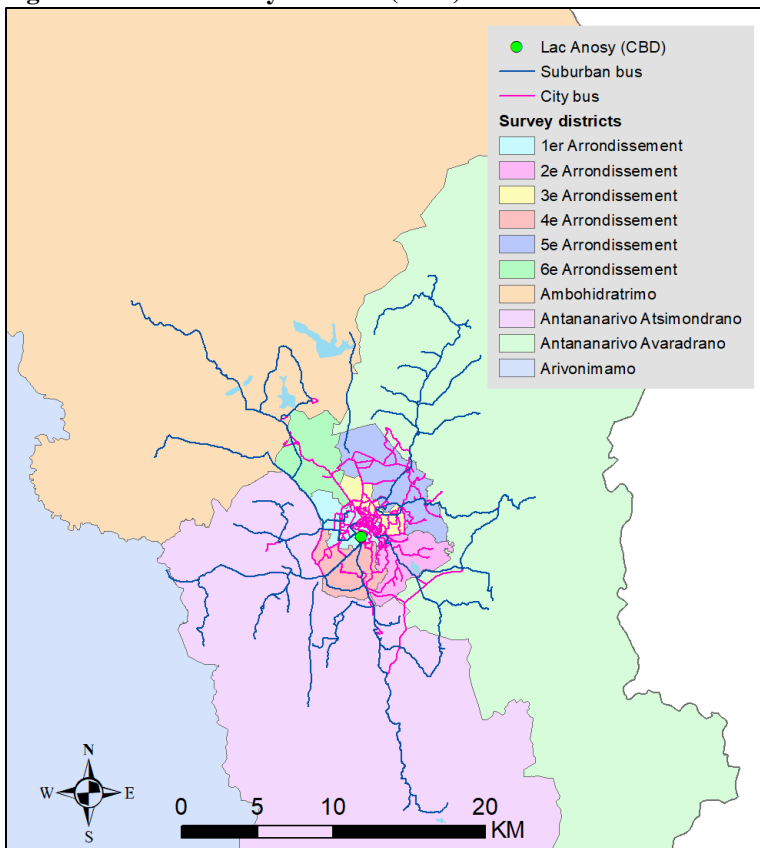 Lac Anosy (CBD)
Suburban bus
City bus
Survey districts
1er Arrondissement
2e Arrondissement
3e Arrondissement
4e Arrondissement
5e Arrondissement
6e Arrondissement
Ambohidratrimo
Antananarivo Atsimondrano
Antananarivo Avaradrano
Arivonimamo
N
W E
S
0 5 10 20
KM